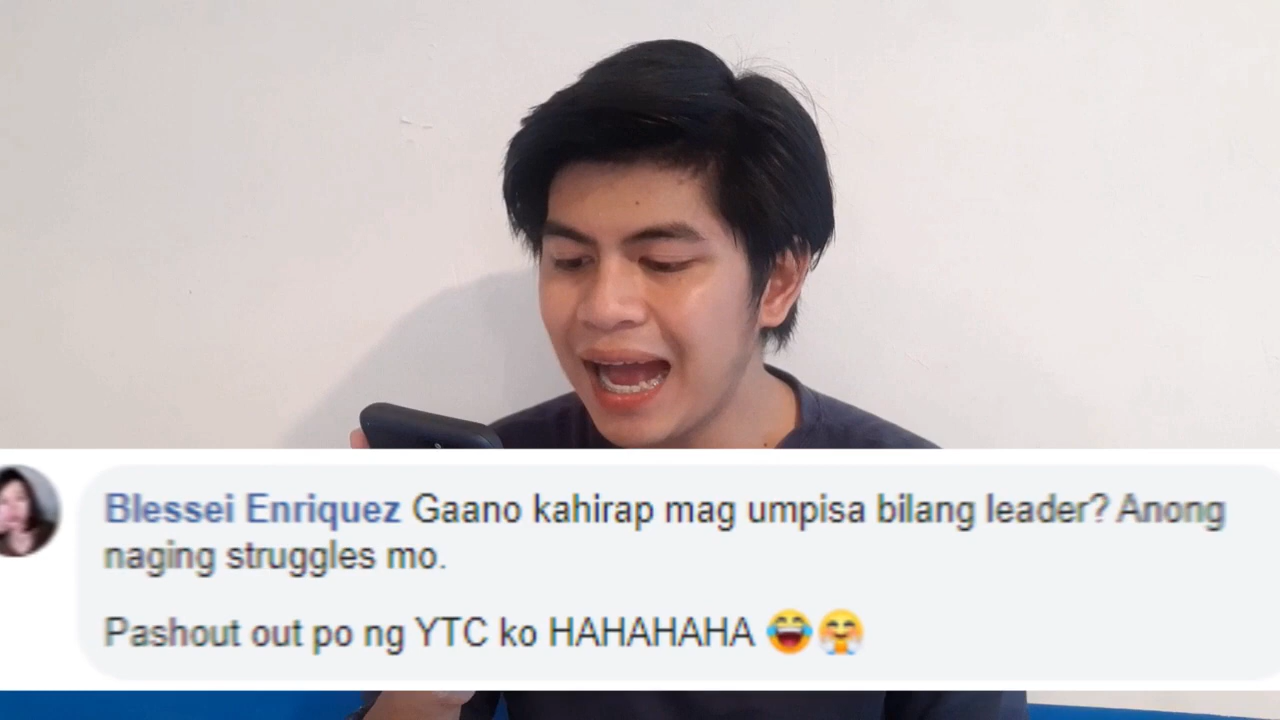 Blessei Enriquez Gaano kahirap mag umpisa bilang leader? Anong
naging struggles mo.
Pashout out po ng YTC ko HAHAHAHA 😂🤗